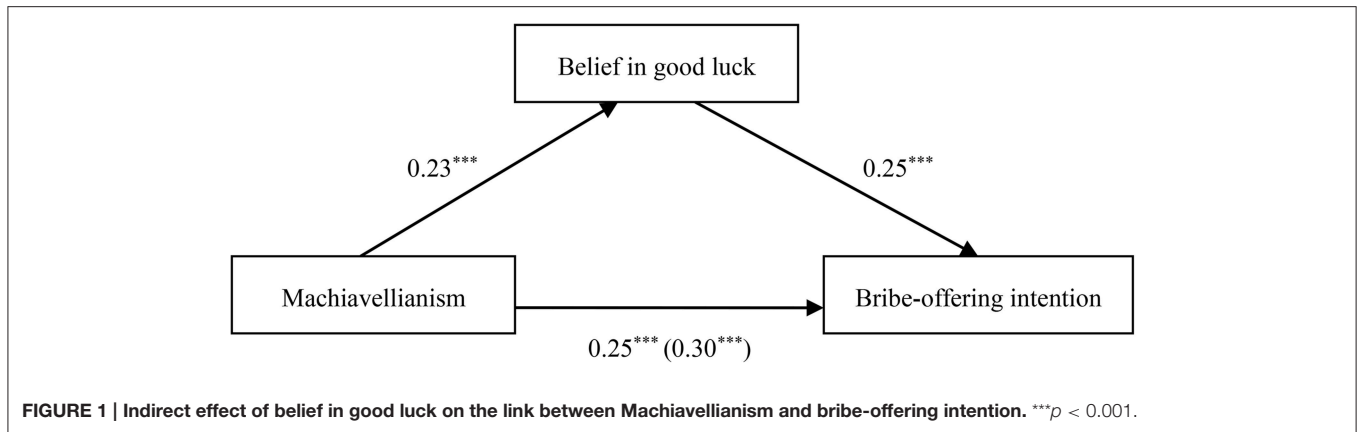 Belief in good luck
0.23***
0.25***
Machiavellianism
Bribe-offering intention
0.25*** (0.30***)
FIGURE 1 | Indirect effect of belief in good luck on the link between Machiavellianism and bribe-offering intention. ***p < 0.001.